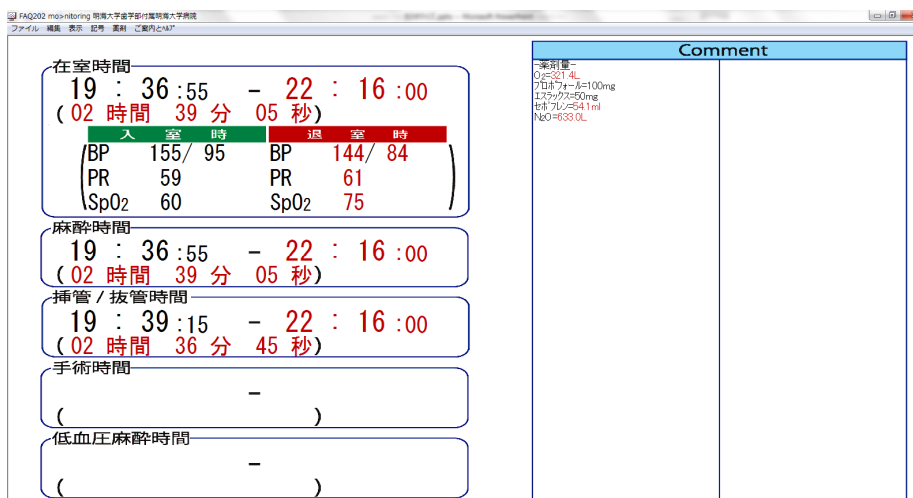 FAQ202 mo>nitoring 明海大学歯学部付属明海大学病院
ファイル 編集 表示 記号 薬剤 ご案内とヘルプ
在室時間
19 : 36 :55 － 22 : 16 :00
(02 時間 39 分 05 秒)
入 室 時 退 室 時
BP 155/ 95 BP 144/ 84
PR 59 PR 61
SpO2 60 SpO2 75
麻酔時間
19 : 36 :55 － 22 : 16 :00
(02 時間 39 分 05 秒)
挿管 / 抜管時間
19 : 39 :15 － 22 : 16 :00
(02 時間 36 分 45 秒)
手術時間
－
( )
低血圧麻酔時間
－
( )
Comment
-薬剤量-
O2=321.4L
プロポフォール=100mg
エスラックス=50mg
セボフレン=54.1ml
N2O=633.0L